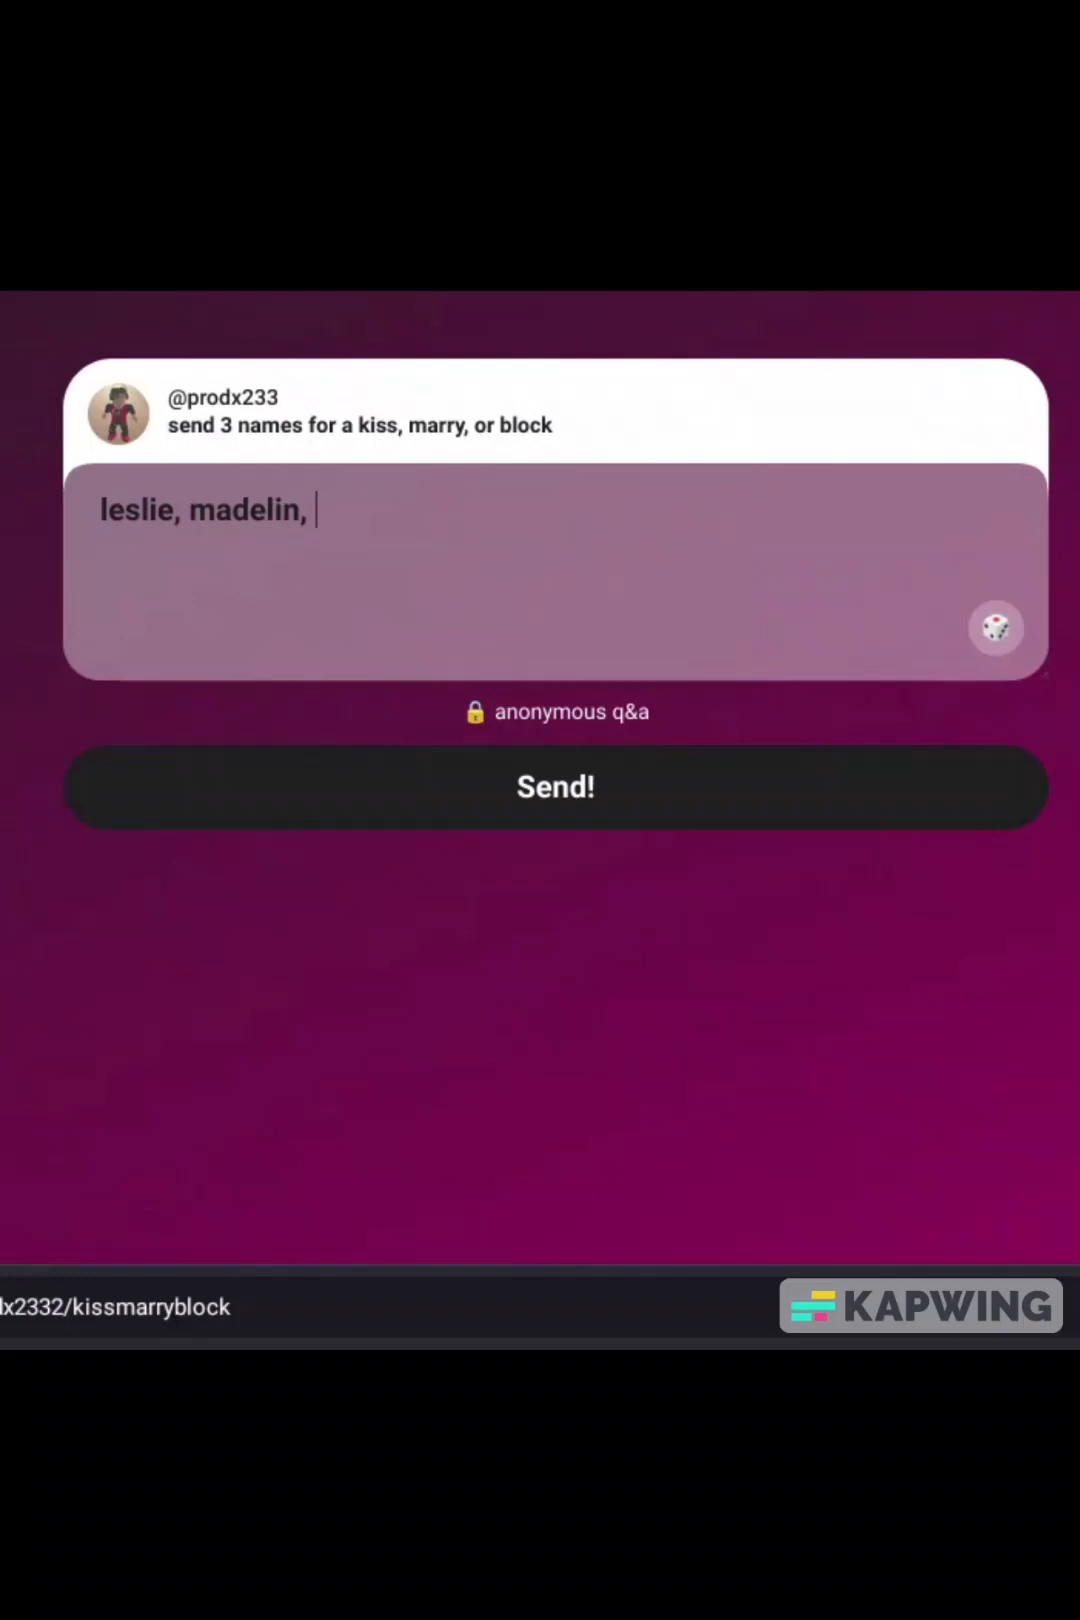 @prodx233
send 3 names for a kiss, marry, or block
leslie, madelin,
🔒 anonymous q&a
Send!
x2332/kissmarryblock
KAPWING